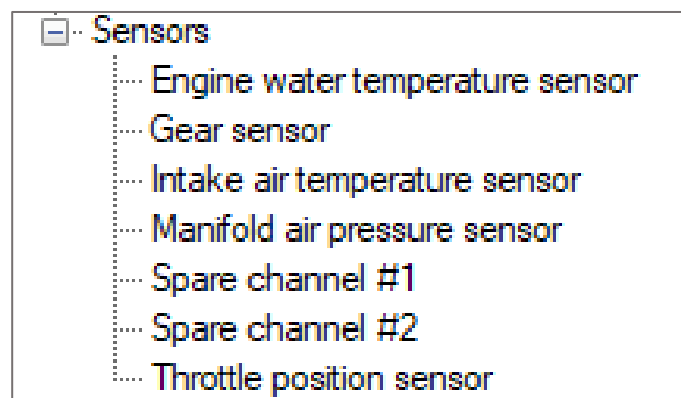 Sensors
Engine water temperature sensor
Gear sensor
Intake air temperature sensor
Manifold air pressure sensor
Spare channel #1
Spare channel #2
Throttle position sensor